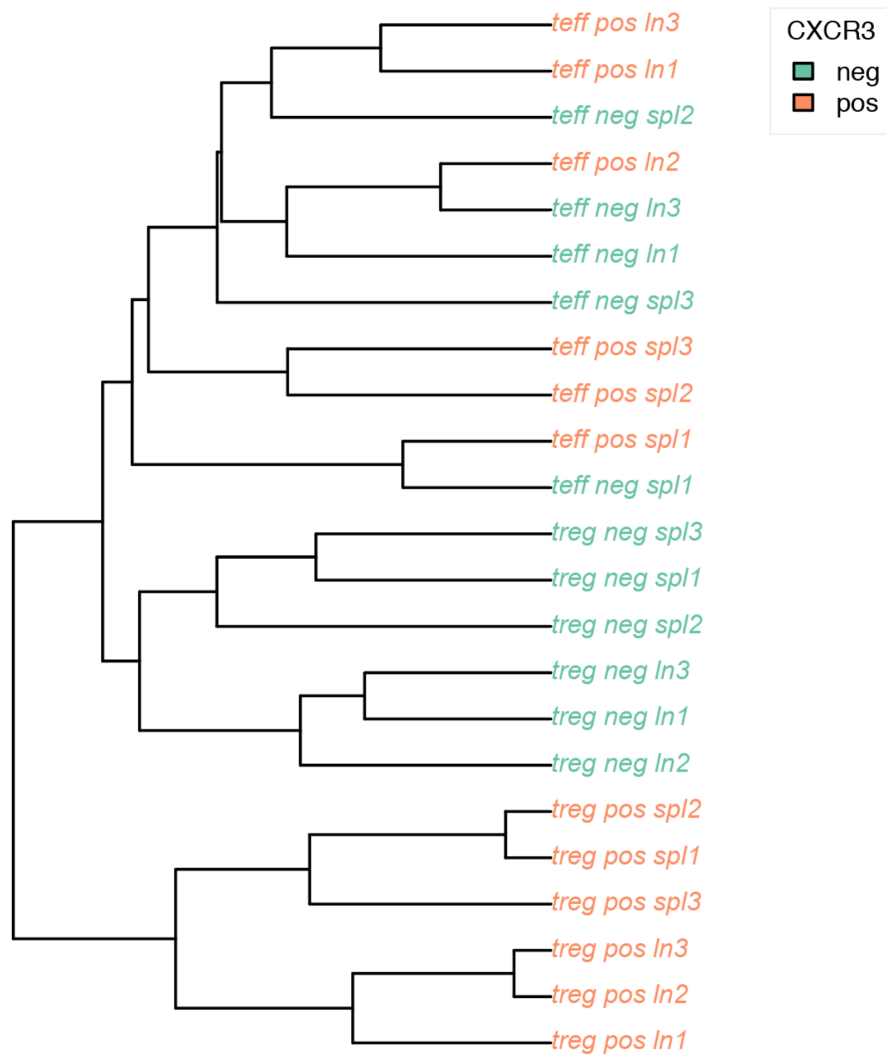 teff pos ln3
teff pos ln1
teff neg spl2
teff pos ln2
teff neg ln3
teff neg ln1
teff neg spl3
teff pos spl3
teff pos spl2
teff pos spl1
teff neg spl1
treg neg spl3
treg neg spl1
treg neg spl2
treg neg ln3
treg neg ln1
treg neg ln2
treg pos spl2
treg pos spl1
treg pos spl3
treg pos ln3
treg pos ln2
treg pos ln1
CXCR3
neg
pos